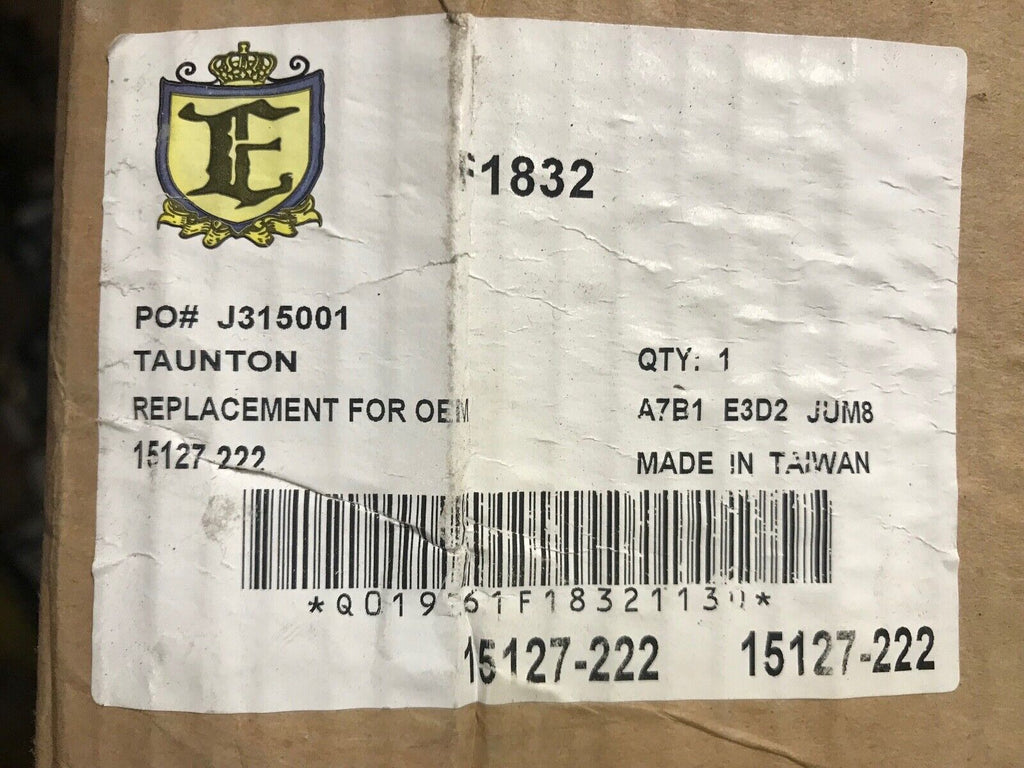 E
F1832
PO# J315001
TAUNTON
QTY: 1
REPLACEMENT FOR OEM
A7B1 E3D2 JUM8
15127-222
MADE IN TAIWAN
15127-222
15127-222